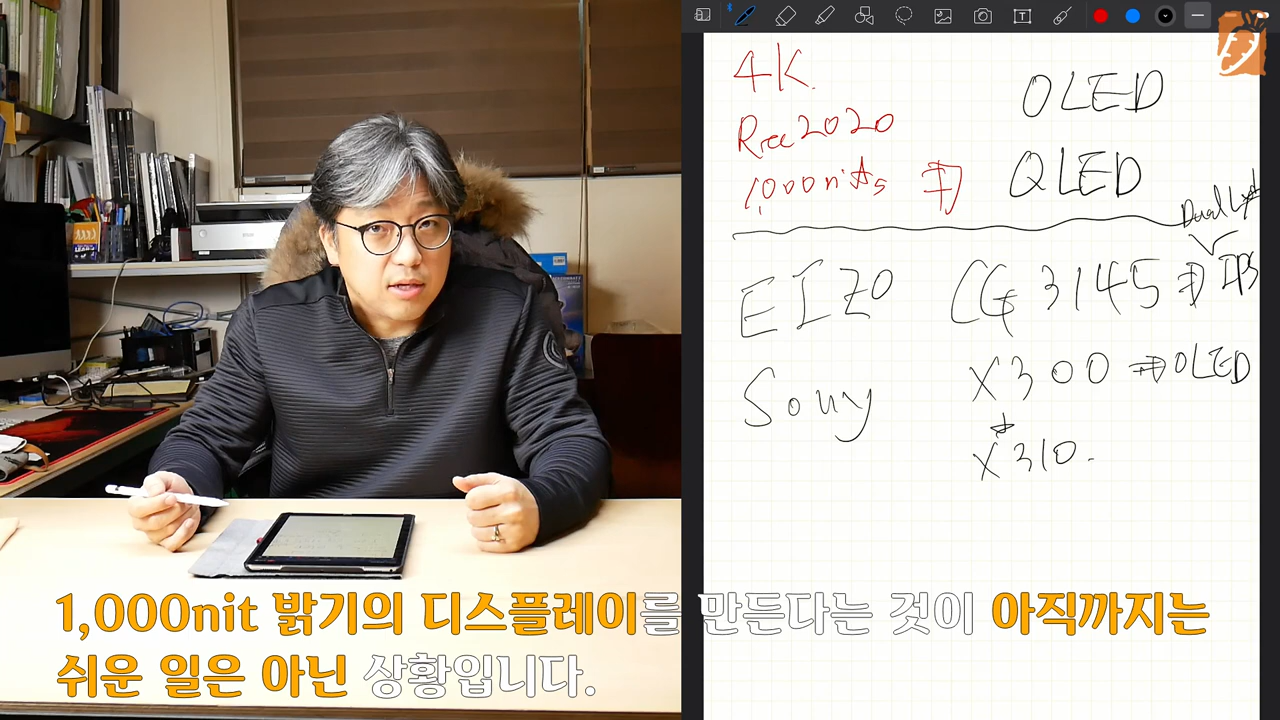 4K.
Rec2020
1,000nits
OLED
QLED
Dual
EIZO CG3145 IPS
Sony X300 OLED
X310.
1,000nit 밝기의 디스플레이를 만든다는 것이 아직까지는
쉬운 일은 아닌 상황입니다.